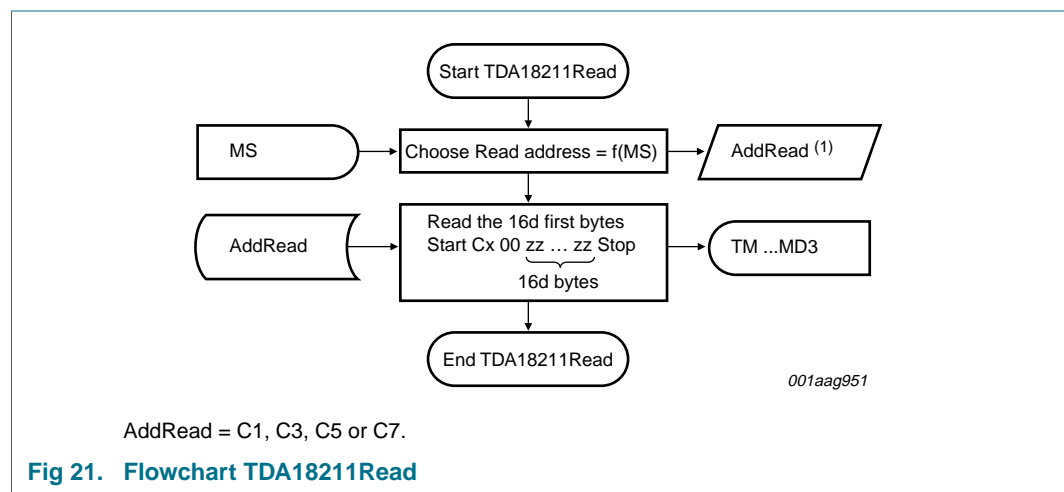 Start TDA18211Read
MS
Choose Read address = f(MS)
AddRead (1)
AddRead
Read the 16d first bytes
Start Cx 00 zz … zz Stop
16d bytes
TM ...MD3
End TDA18211Read
001aag951
AddRead = C1, C3, C5 or C7.
Fig 21. Flowchart TDA18211Read